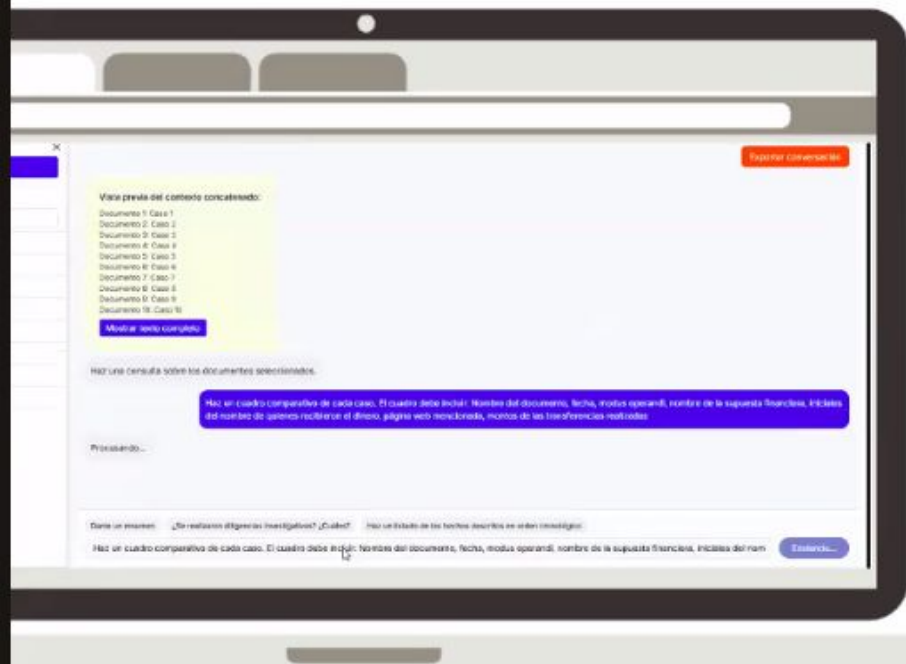 Exportar conversación
Vista previa del contexto concatenado:
Documento 1: Caso 1
Documento 2: Caso 2
Documento 3: Caso 3
Documento 4: Caso 4
Documento 5: Caso 5
Documento 6: Caso 6
Documento 7: Caso 7
Documento 8: Caso 8
Documento 9: Caso 9
Documento 10: Caso 10
Mostrar texto completo
Haz una consulta sobre los documentos seleccionados.
Haz un cuadro comparativo de cada caso. El cuadro debe incluir: Nombre del documento, fecha, modus operandi, nombre de la supuesta financiera, iniciales
del nombre de quienes recibieron el dinero, página web mencionada, montos de las transferencias realizadas
Procesando...
Dame un resumen ¿Se realizaron diligencias investigativas? ¿Cuáles? Haz un listado de los hechos descritos en orden cronológico
Haz un cuadro comparativo de cada caso. El cuadro debe incluir: Nombre del documento, fecha, modus operandi, nombre de la supuesta financiera, iniciales del nom
Enviando...